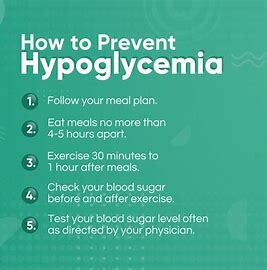 How to Prevent
Hypoglycemia
1. Follow your meal plan.
2. Eat meals no more than
4-5 hours apart.
3. Exercise 30 minutes to
1 hour after meals.
4. Check your blood sugar
before and after exercise.
5. Test your blood sugar level often
as directed by your physician.